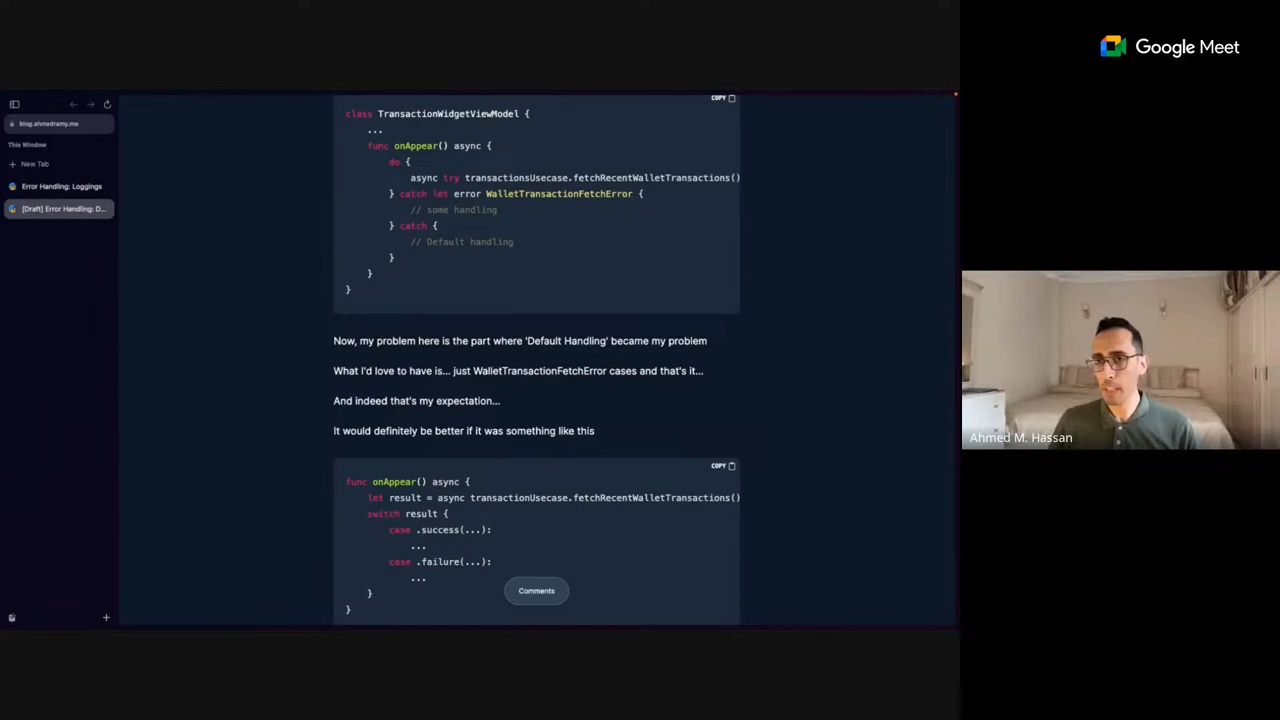 Google Meet
blog.ahmedramy.me
This Window
New Tab
Error Handling: Loggings
[Draft] Error Handling: D...
COPY
class TransactionWidgetViewModel {
...
func onAppear() async {
do {
async try transactionsUsecase.fetchRecentWalletTransactions()
} catch let error WalletTransactionFetchError {
// some handling
} catch {
// Default handling
}
}
}
Now, my problem here is the part where 'Default Handling' became my problem
What I'd love to have is... just WalletTransactionFetchError cases and that's it...
And indeed that's my expectation...
It would definitely be better if it was something like this
COPY
func onAppear() async {
let result = async transactionUsecase.fetchRecentWalletTransactions()
switch result {
case .success(...):
...
case .failure(...):
...
}
}
Comments
Ahmed M. Hassan